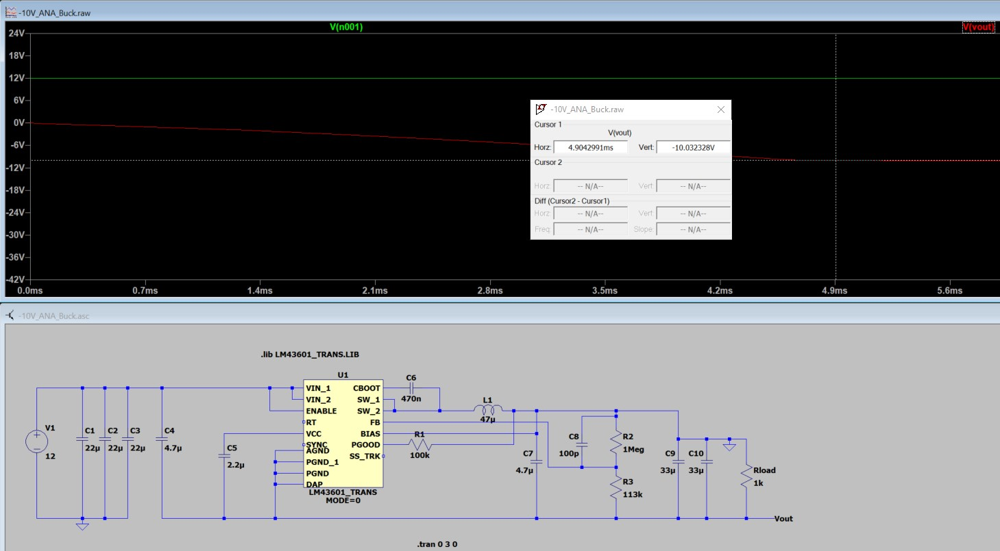 -10V_ANA_Buck.raw
V(n001)
V(vout)
24V
18V
12V
6V
0V
-6V
-12V
-18V
-24V
-30V
-36V
-42V
0.0ms
0.7ms
1.4ms
2.1ms
2.8ms
3.5ms
4.2ms
4.9ms
5.6ms
-10V_ANA_Buck.raw
Cursor 1
V(vout)
Horz: 4.9042991ms Vert: -10.032328V
Cursor 2
Horz: -- N/A-- Vert: -- N/A--
Diff (Cursor2 - Cursor1)
Horz: -- N/A-- Vert: -- N/A--
Freq: -- N/A-- Slope: -- N/A--
-10V_ANA_Buck.asc
.lib LM43601_TRANS.LIB
V1
12
C1
22µ
C2
22µ
C3
22µ
C4
4.7µ
C5
2.2µ
U1
VIN_1
VIN_2
ENABLE
RT
VCC
SYNC
AGND
PGND_1
PGND
DAP
CBOOT
SW_1
SW_2
FB
BIAS
PGOOD
SS_TRK
LM43601_TRANS
MODE=0
C6
470n
L1
47µ
R1
100k
C7
4.7µ
C8
100p
R2
1Meg
R3
113k
C9
33µ
C10
33µ
Rload
1k
Vout
.tran 0 3 0